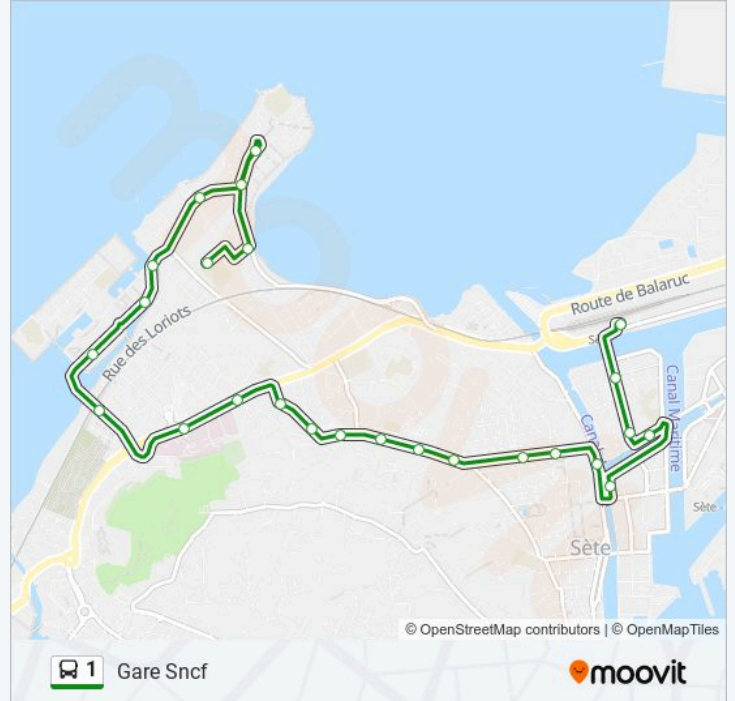 Route de Balaruc
Rue des Loriots
Canal Maritime
Sète -
Sète
© OpenStreetMap contributors | © OpenMapTiles
1 Gare Sncf
moovit